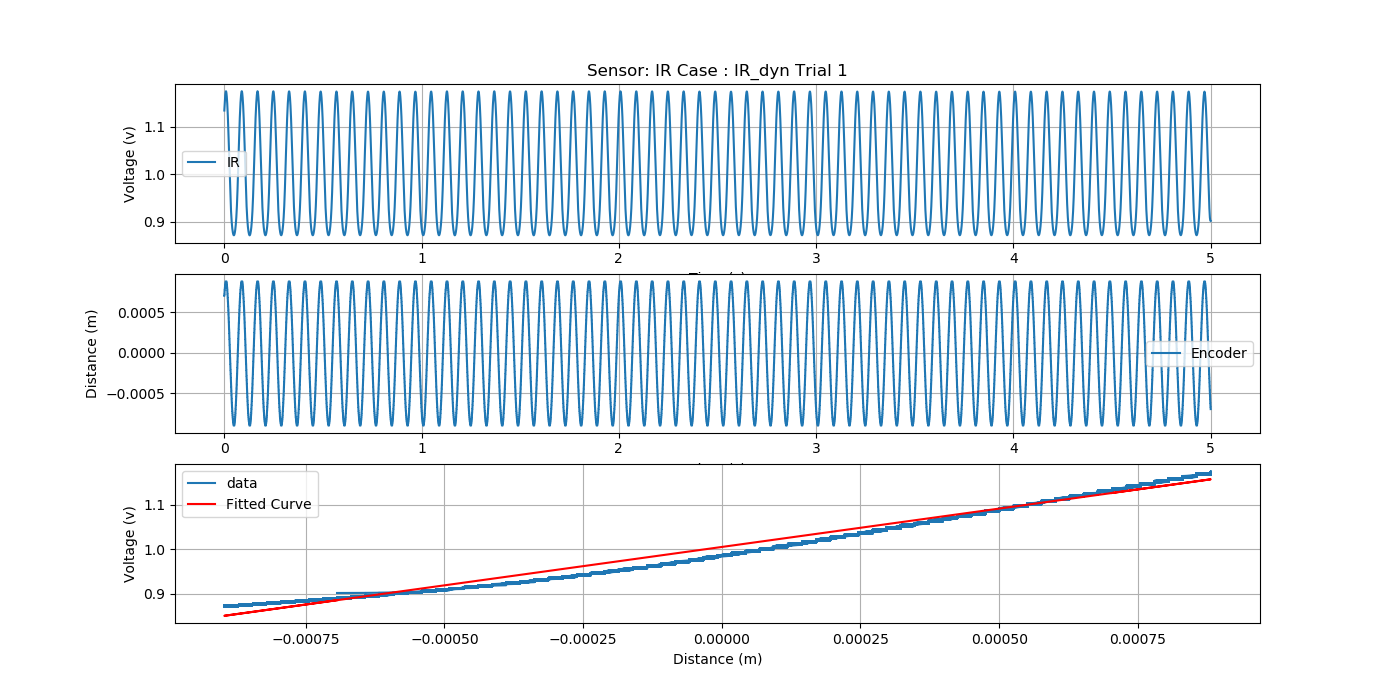 Sensor: IR Case : IR_dyn Trial 1
1.1
1.0
0.9
Voltage (v)
IR
0 1 2 3 4 5
0.0005
0.0000
−0.0005
Distance (m)
Encoder
0 1 2 3 4 5
data
Fitted Curve
1.1
1.0
0.9
Voltage (v)
−0.00075 −0.00050 −0.00025 0.00000 0.00025 0.00050 0.00075
Distance (m)